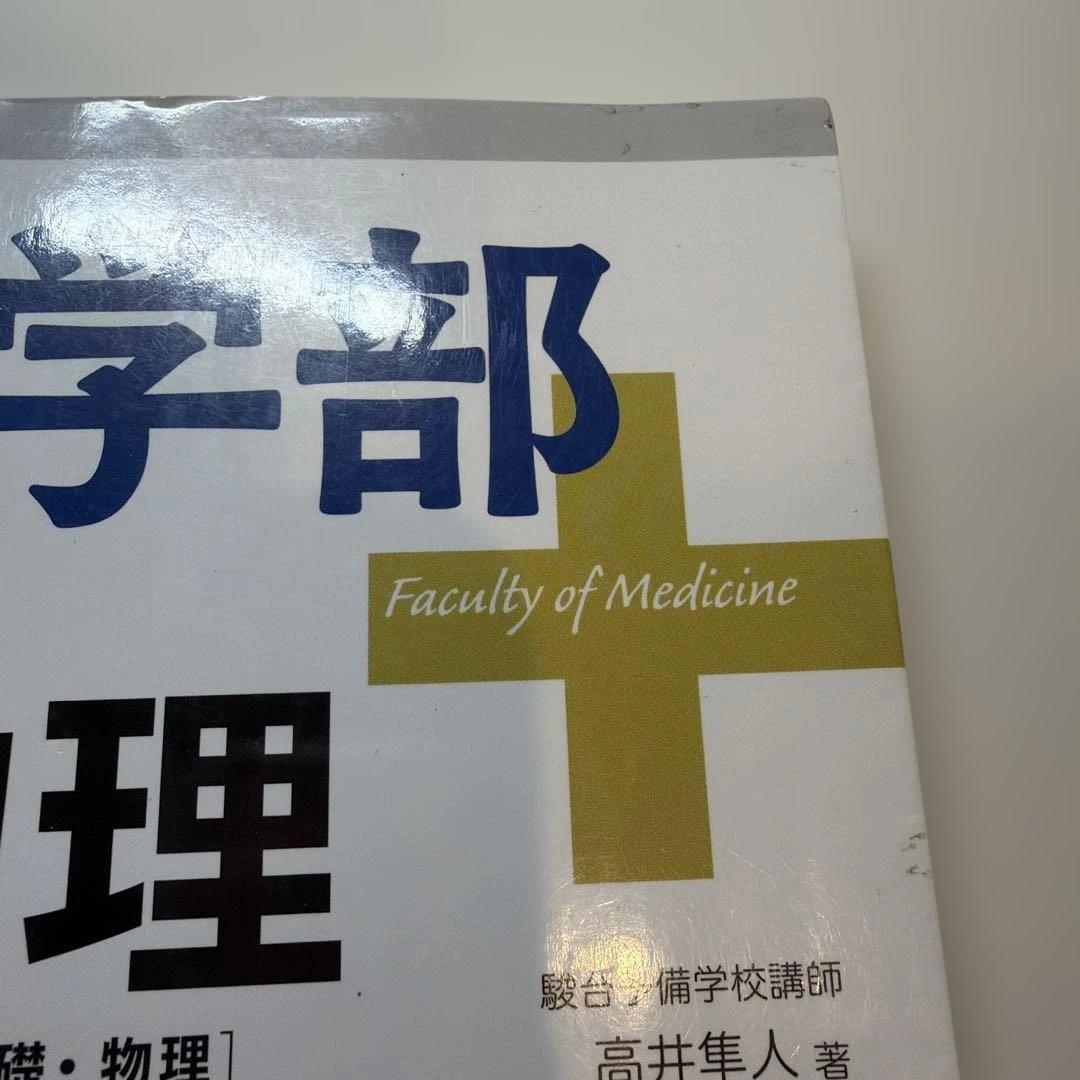 学部
Faculty of Medicine
理
駿台予備学校講師
礎・物理］
高井隼人 著